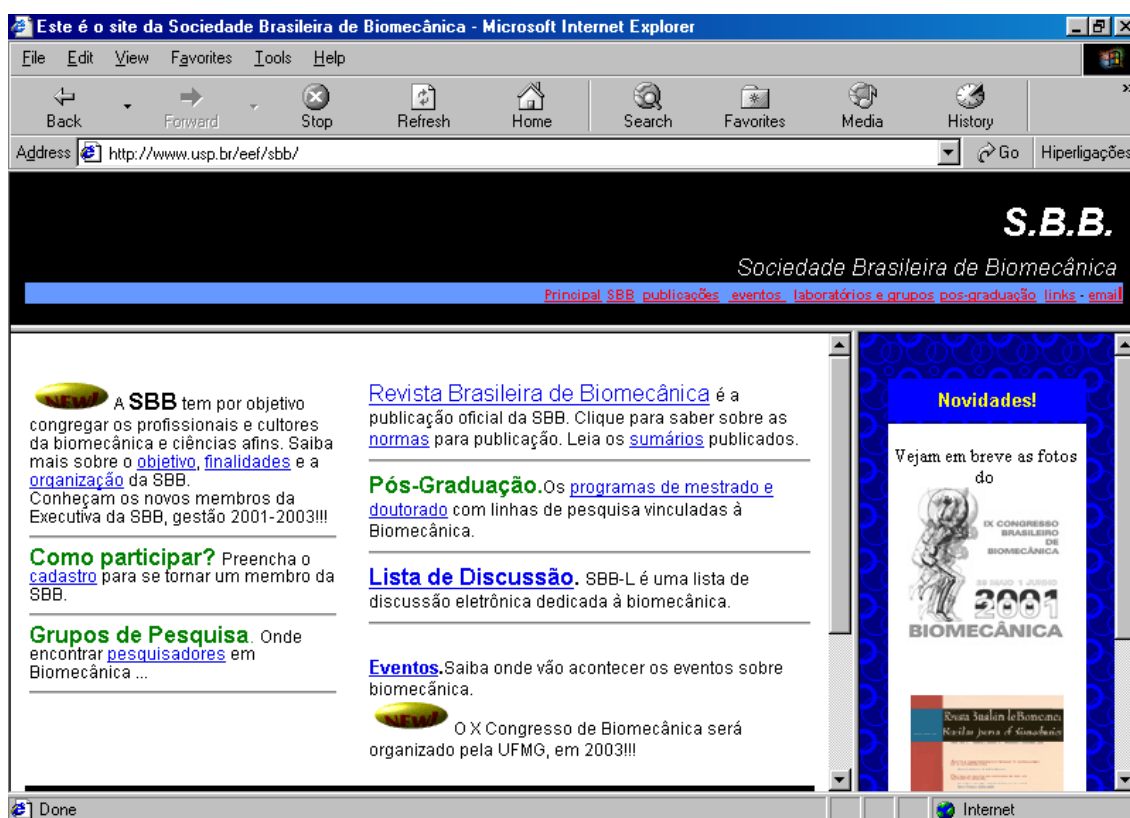 Este é o site da Sociedade Brasileira de Biomecânica - Microsoft Internet Explorer
File Edit View Favorites Tools Help
Back Forward Stop Refresh Home Search Favorites Media History »
Address http://www.usp.br/eef/sbb/ Go Hiperligações
S.B.B.
Sociedade Brasileira de Biomecânica
Principal SBB publicações eventos laboratórios e grupos pos-graduação links - email
NEW! A SBB tem por objetivo
congregar os profissionais e cultores
da biomecânica e ciências afins. Saiba
mais sobre o objetivo, finalidades e a
organização da SBB.
Conheçam os novos membros da
Executiva da SBB, gestão 2001-2003!!!
Como participar? Preencha o
cadastro para se tornar um membro da
SBB.
Grupos de Pesquisa. Onde
encontrar pesquisadores em
Biomecânica ...
Revista Brasileira de Biomecânica é a
publicação oficial da SBB. Clique para saber sobre as
normas para publicação. Leia os sumários publicados.
Pós-Graduação.Os programas de mestrado e
doutorado com linhas de pesquisa vinculadas à
Biomecânica.
Lista de Discussão. SBB-L é uma lista de
discussão eletrônica dedicada à biomecânica.
Eventos.Saiba onde vão acontecer os eventos sobre
biomecânica.
NEW! O X Congresso de Biomecânica será
organizado pela UFMG, em 2003!!!
Novidades!
Vejam em breve as fotos
do
IX CONGRESSO
BRASILEIRO
DE
BIOMECÂNICA
28 MAIO 1 JUNHO
2001
BIOMECÂNICA
Done Internet